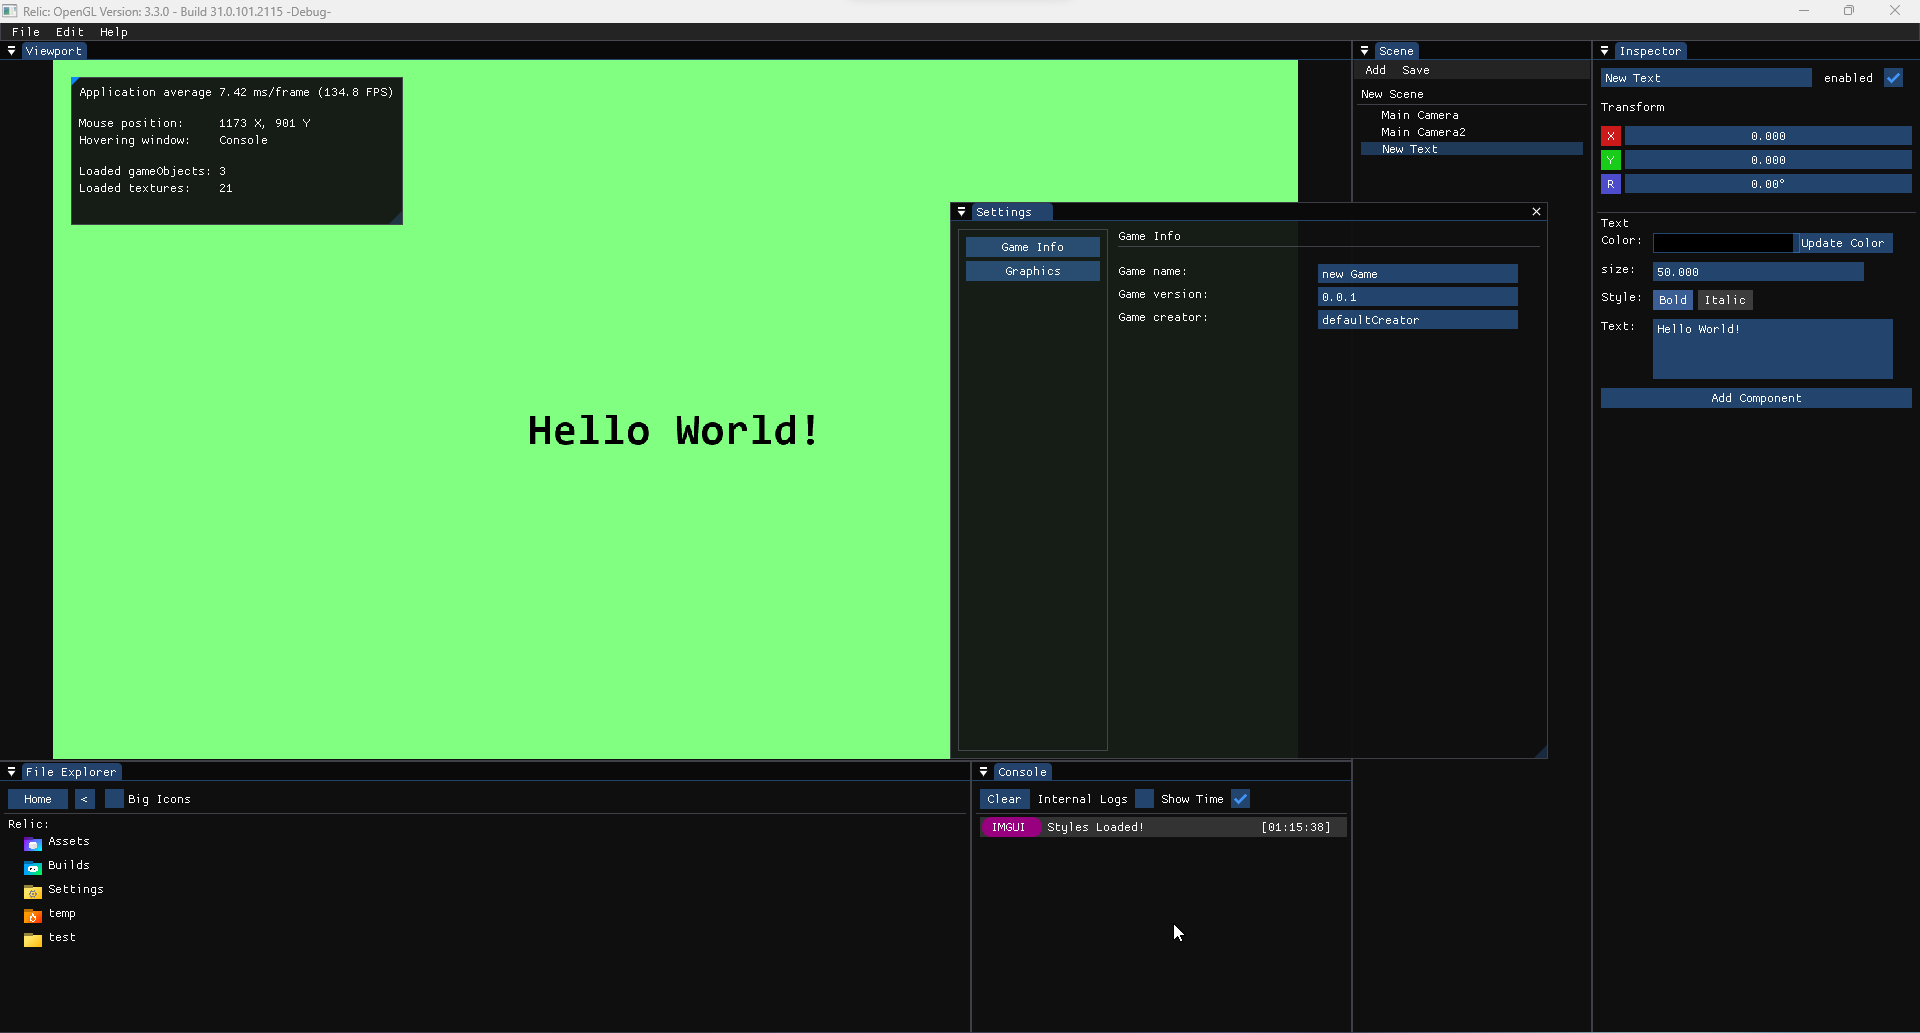 Relic: OpenGL Version: 3.3.0 - Build 31.0.101.2115 -Debug-
File Edit Help
Viewport
Application average 7.42 ms/frame (134.8 FPS)
Mouse position: 1173 X, 901 Y
Hovering window: Console
Loaded gameObjects: 3
Loaded textures: 21
Hello World!
Scene
Add Save
New Scene
Main Camera
Main Camera2
New Text
Inspector
New Text enabled
Transform
X 0.000
Y 0.000
R 0.00°
Text
Color: Update Color
size: 50.000
Style: Bold Italic
Text: Hello World!
Add Component
Settings
Game Info
Graphics
Game Info
Game name: new Game
Game version: 0.0.1
Game creator: defaultCreator
File Explorer
Home < Big Icons
Relic:
Assets
Builds
Settings
temp
test
Console
Clear Internal Logs Show Time
IMGUI Styles Loaded! [01:15:38]